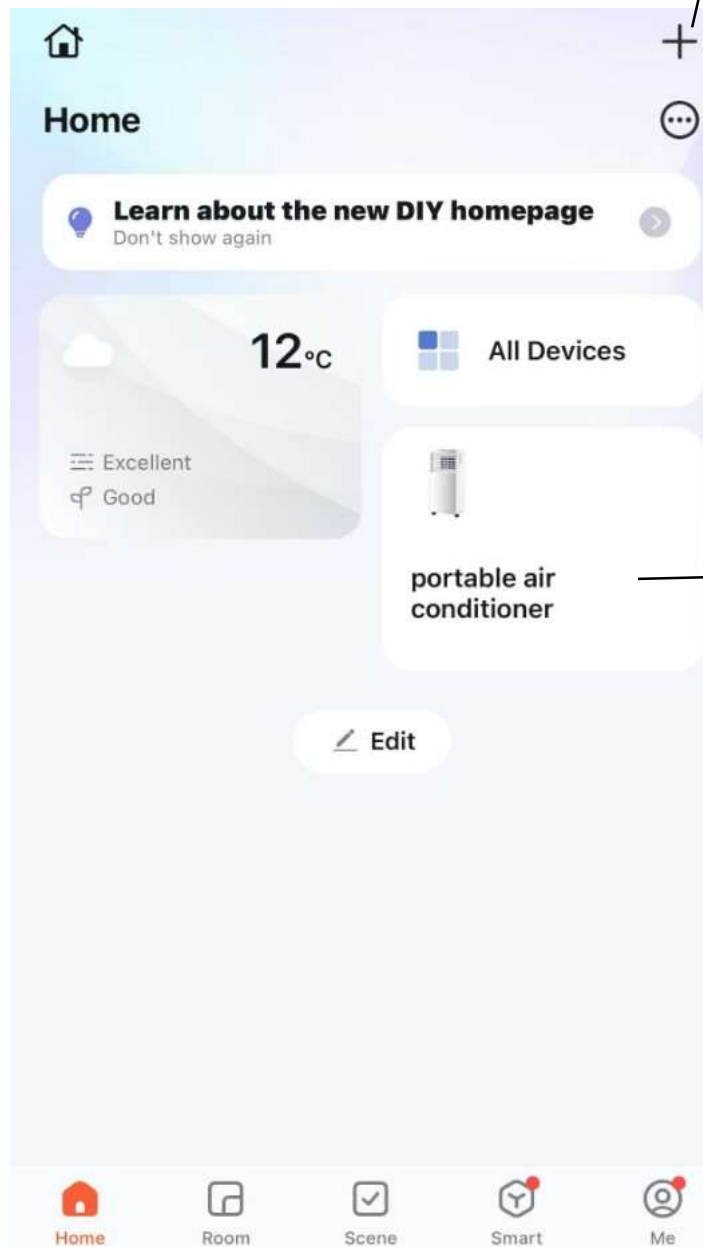 Home
Learn about the new DIY homepage
Don't show again
12°C
All Devices
Excellent
Good
portable air
conditioner
Edit
Home
Room
Scene
Smart
Me